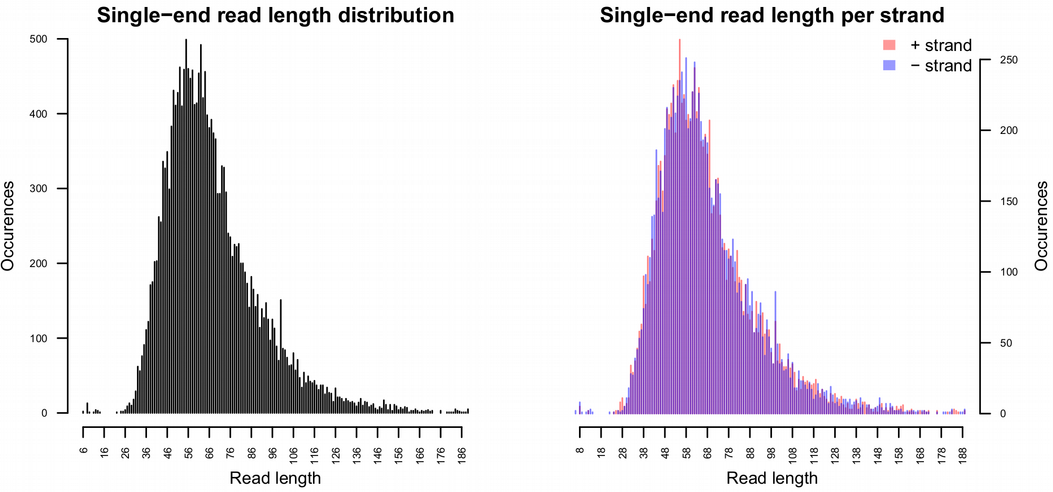 Single−end read length distribution
Occurences
500
400
300
200
100
0
6 16 26 36 46 56 66 76 86 96 106 116 126 136 146 156 166 176 186
Read length
Single−end read length per strand
+ strand
− strand
250
200
150
100
50
0
Occurences
8 18 28 38 48 58 68 78 88 98 108 118 128 138 148 158 168 178 188
Read length